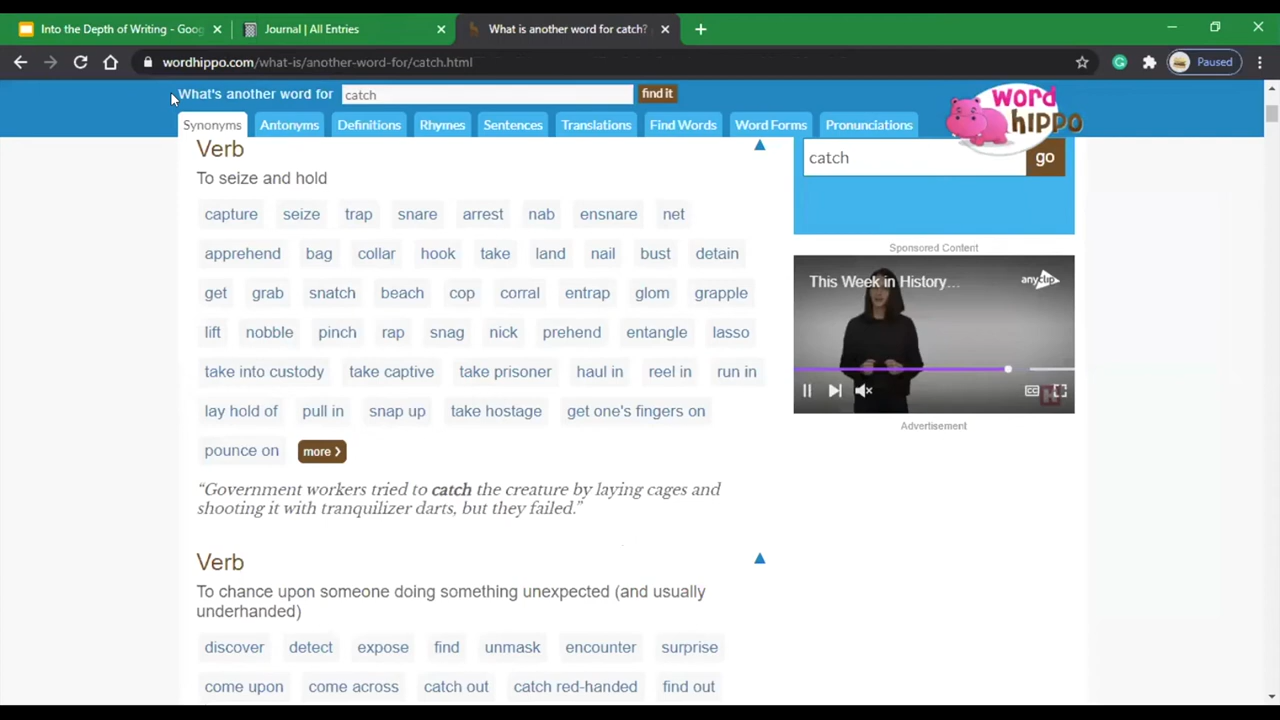 Into the Depth of Writing - Goog
Journal | All Entries
What is another word for catch?
wordhippo.com/what-is/another-word-for/catch.html
Paused
What's another word for catch find it
Synonyms Antonyms Definitions Rhymes Sentences Translations Find Words Word Forms Pronunciations
word hippo
catch go
Verb
To seize and hold
capture seize trap snare arrest nab ensnare net
apprehend bag collar hook take land nail bust detain
get grab snatch beach cop corral entrap glom grapple
lift nobble pinch rap snag nick prehend entangle lasso
take into custody take captive take prisoner haul in reel in run in
lay hold of pull in snap up take hostage get one's fingers on
pounce on more
“Government workers tried to catch the creature by laying cages and
shooting it with tranquilizer darts, but they failed.”
Sponsored Content
This Week in History...
anyclip
CC
Advertisement
Verb
To chance upon someone doing something unexpected (and usually
underhanded)
discover detect expose find unmask encounter surprise
come upon come across catch out catch red-handed find out